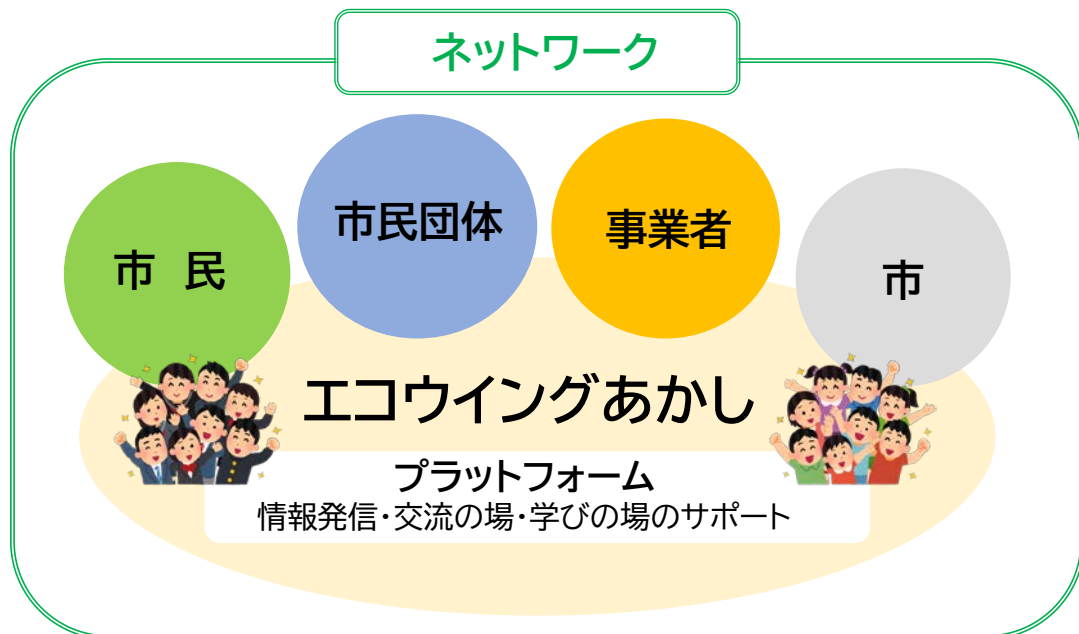 ネットワーク
市 民
市民団体
事業者
市
エコウイングあかし
プラットフォーム
情報発信・交流の場・学びの場のサポート